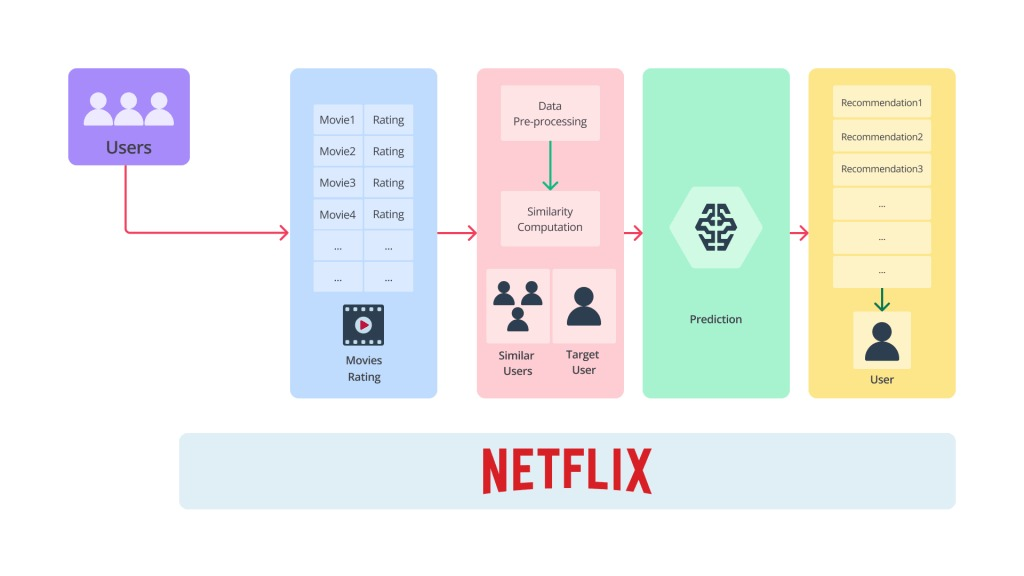 Users
Movie1 Rating
Movie2 Rating
Movie3 Rating
Movie4 Rating
... ...
... ...
Movies
Rating
Data
Pre-processing
Similarity
Computation
Similar
Users
Target
User
Prediction
Recommendation1
Recommendation2
Recommendation3
...
...
...
User
NETFLIX